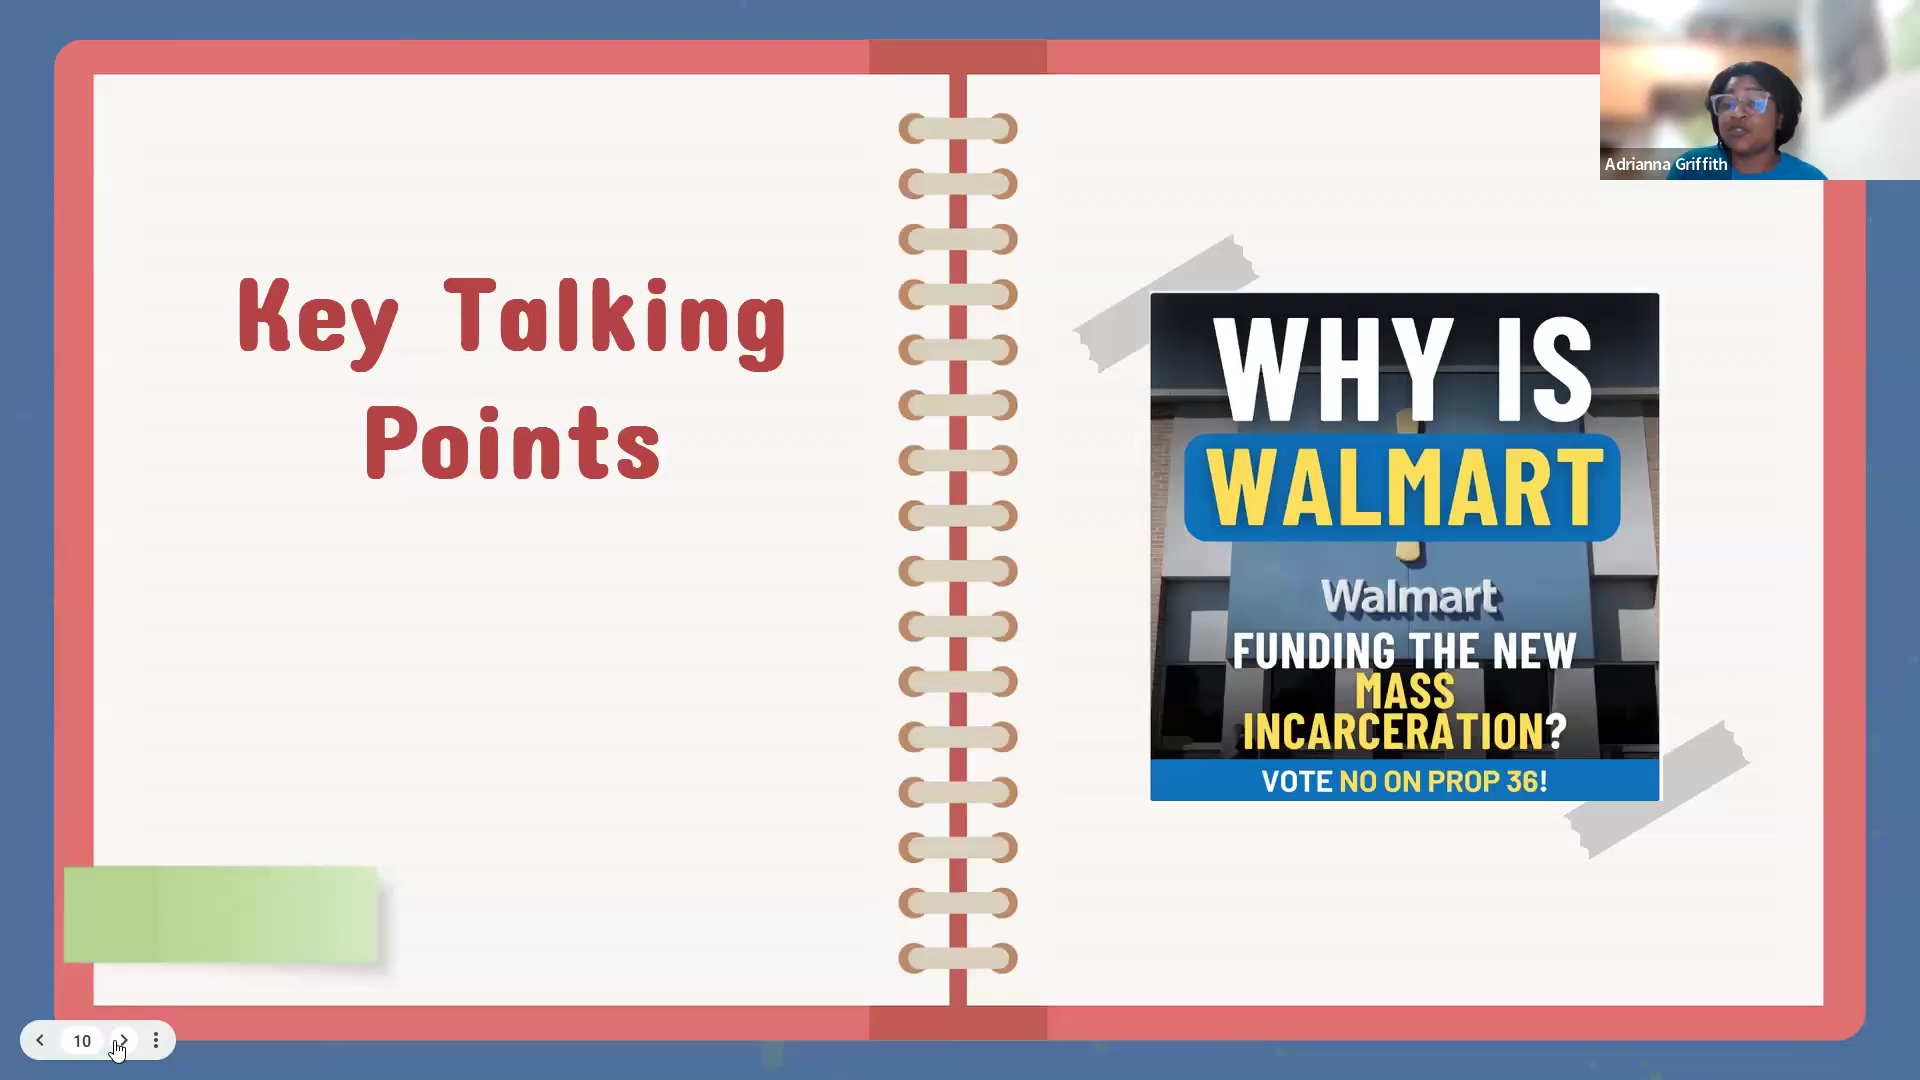 Key Talking
Points
WHY IS
WALMART
Walmart
FUNDING THE NEW
MASS
INCARCERATION?
VOTE NO ON PROP 36!
Adrianna Griffith
10